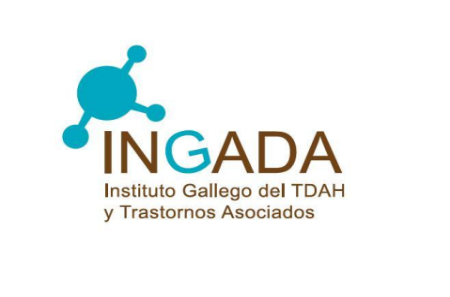 INGADA
Instituto Gallego del TDAH
y Trastornos Asociados